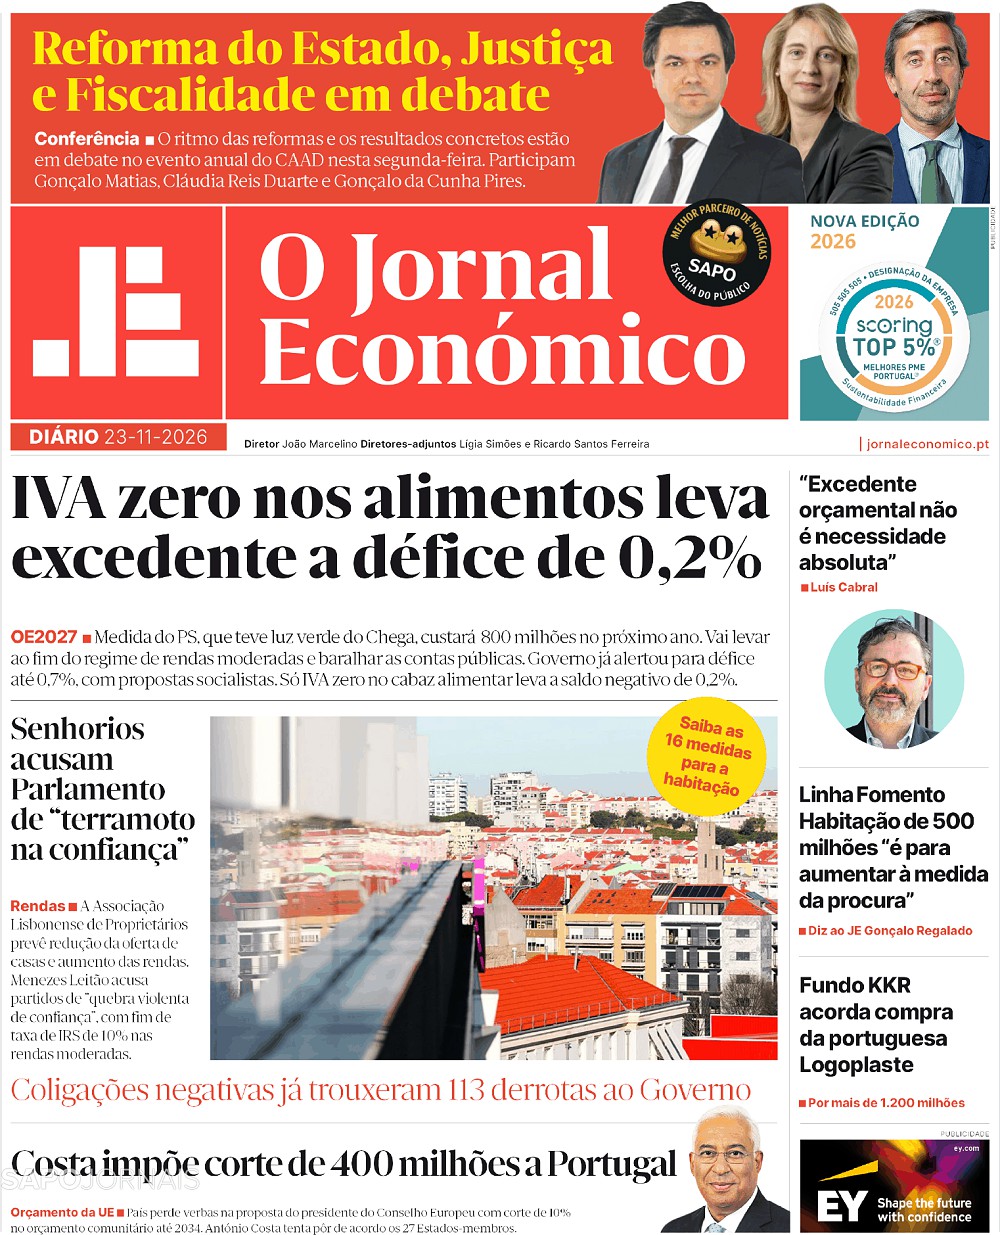 Reforma do Estado, Justiça
e Fiscalidade em debate
Conferência ■ O ritmo das reformas e os resultados concretos estão
em debate no evento anual do CAAD nesta segunda-feira. Participam
Gonçalo Matias, Cláudia Reis Duarte e Gonçalo da Cunha Pires.
JE
O Jornal
Económico
MELHOR PARCEIRO DE NOTÍCIAS
SAPO
ESCOLHA DO PÚBLICO
PUBLICIDADE
NOVA EDIÇÃO
2026
505 505 505 • DESIGNAÇÃO DA EMPRESA
2026
scoring
TOP 5%®
MELHORES PME
PORTUGAL
Sustentabilidade Financeira
DIÁRIO 23-11-2026
Diretor João Marcelino Diretores-adjuntos Lígia Simões e Ricardo Santos Ferreira
| jornaleconomico.pt
IVA zero nos alimentos leva
excedente a défice de 0,2%
OE2027 ■ Medida do PS, que teve luz verde do Chega, custará 800 milhões no próximo ano. Vai levar
ao fim do regime de rendas moderadas e baralhar as contas públicas. Governo já alertou para défice
até 0,7%, com propostas socialistas. Só IVA zero no cabaz alimentar leva a saldo negativo de 0,2%.
Senhorios
acusam
Parlamento
de “terramoto
na confiança”
Rendas ■ A Associação
Lisbonense de Proprietários
prevê redução da oferta de
casas e aumento das rendas.
Menezes Leitão acusa
partidos de “quebra violenta
de confiança”, com fim de
taxa de IRS de 10% nas
rendas moderadas.
Saiba as
16 medidas
para a
habitação
Coligações negativas já trouxeram 113 derrotas ao Governo
Costa impõe corte de 400 milhões a Portugal
SAPOJORNAIS
Orçamento da UE ■ País perde verbas na proposta do presidente do Conselho Europeu com corte de 10%
no orçamento comunitário até 2034. António Costa tenta pôr de acordo os 27 Estados-membros.
“Excedente
orçamental não
é necessidade
absoluta”
■ Luís Cabral
Linha Fomento
Habitação de 500
milhões “é para
aumentar à medida
da procura”
■ Diz ao JE Gonçalo Regalado
Fundo KKR
acorda compra
da portuguesa
Logoplaste
■ Por mais de 1.200 milhões
PUBLICIDADE
ey.com
EY
Shape the future
with confidence